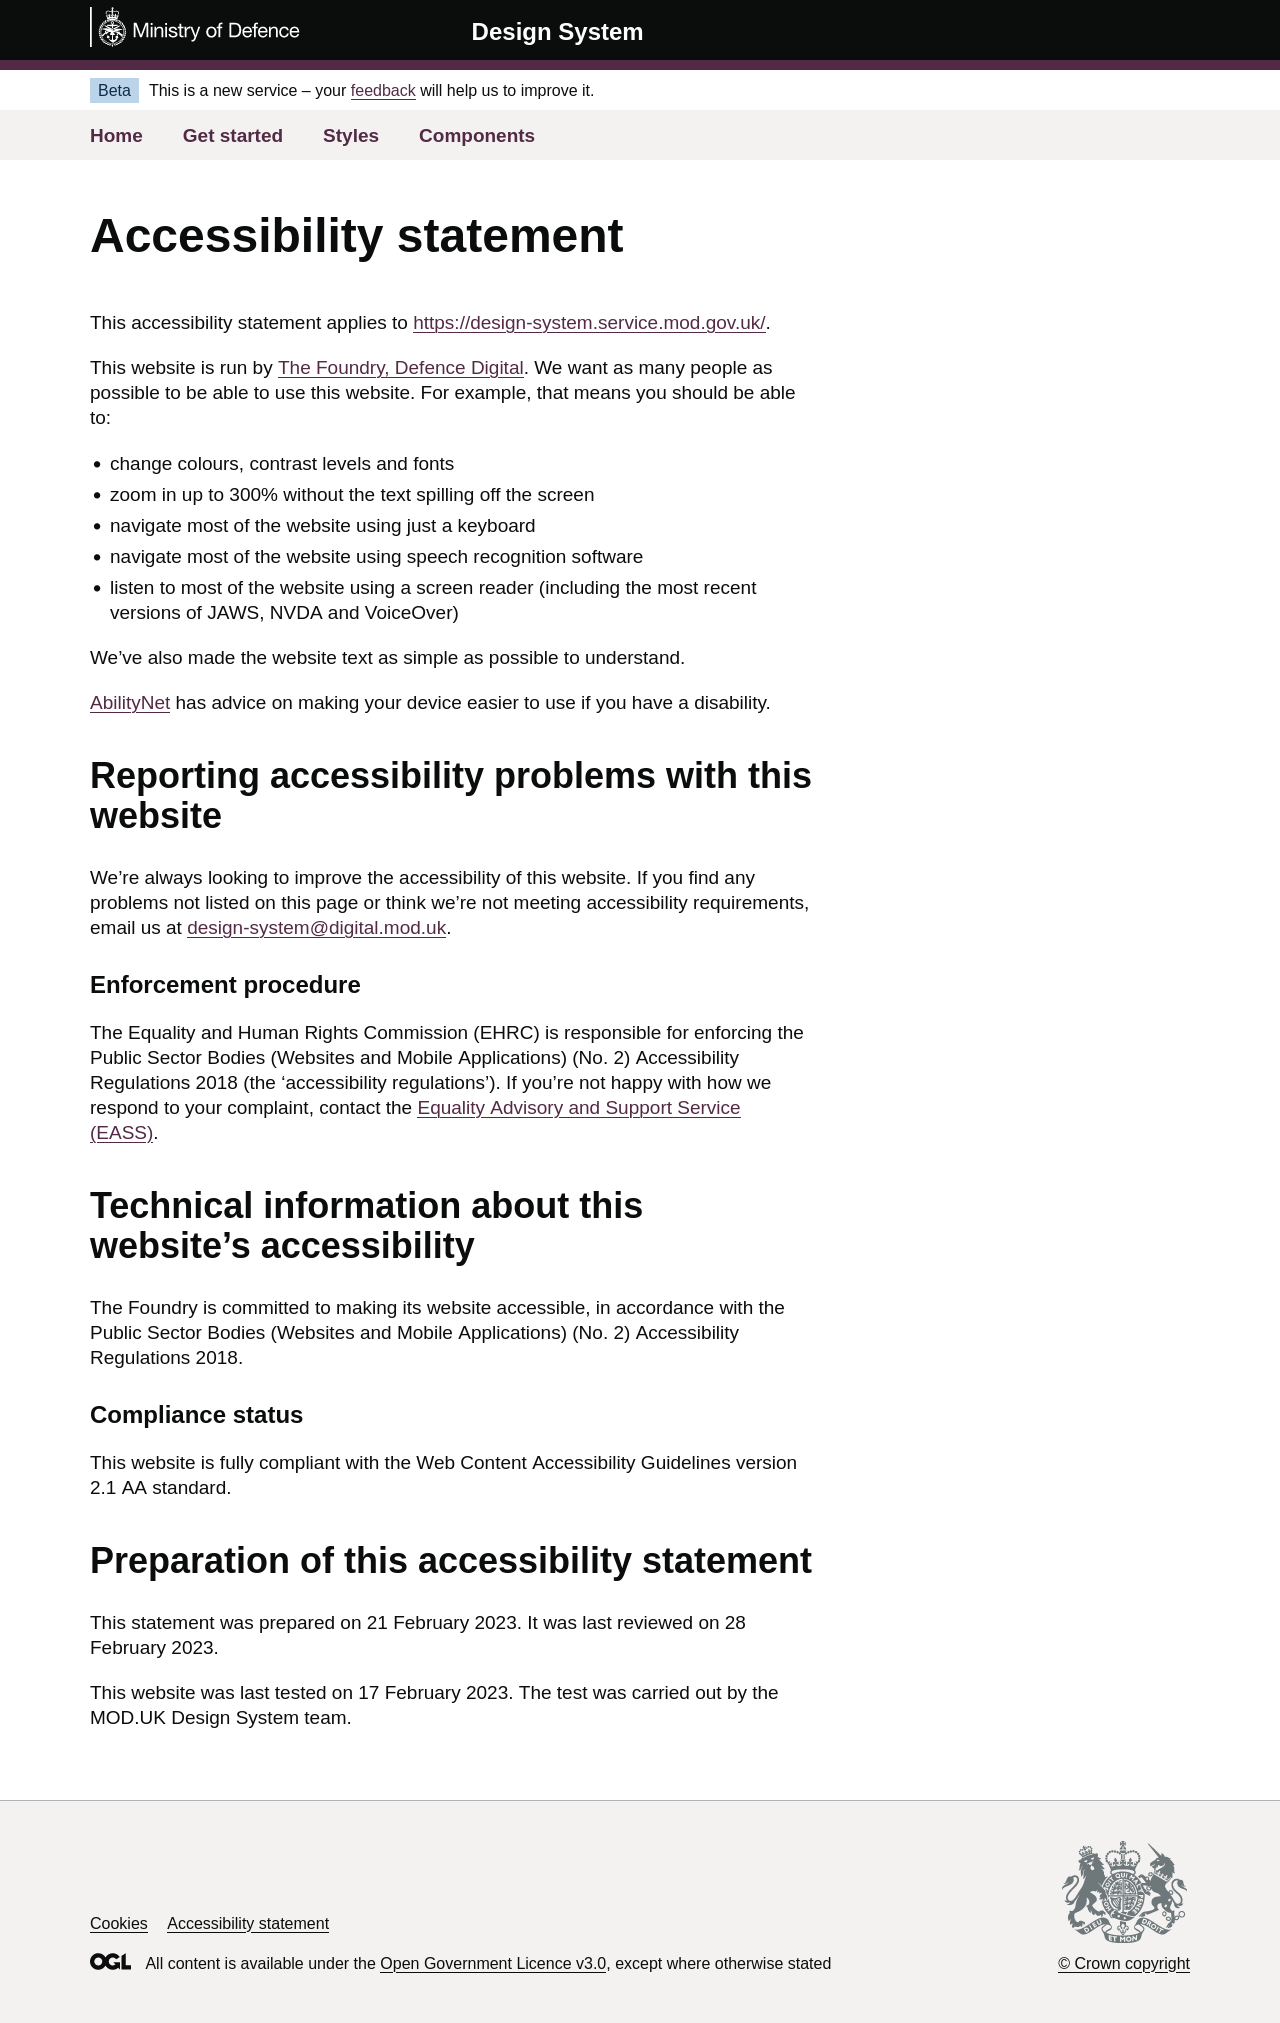 Ministry of Defence
Design System
Beta This is a new service – your feedback will help us to improve it.
Home Get started Styles Components
Accessibility statement
This accessibility statement applies to https://design-system.service.mod.gov.uk/.
This website is run by The Foundry, Defence Digital. We want as many people as
possible to be able to use this website. For example, that means you should be able
to:
• change colours, contrast levels and fonts
• zoom in up to 300% without the text spilling off the screen
• navigate most of the website using just a keyboard
• navigate most of the website using speech recognition software
• listen to most of the website using a screen reader (including the most recent
versions of JAWS, NVDA and VoiceOver)
We’ve also made the website text as simple as possible to understand.
AbilityNet has advice on making your device easier to use if you have a disability.
Reporting accessibility problems with this
website
We’re always looking to improve the accessibility of this website. If you find any
problems not listed on this page or think we’re not meeting accessibility requirements,
email us at design-system@digital.mod.uk.
Enforcement procedure
The Equality and Human Rights Commission (EHRC) is responsible for enforcing the
Public Sector Bodies (Websites and Mobile Applications) (No. 2) Accessibility
Regulations 2018 (the ‘accessibility regulations’). If you’re not happy with how we
respond to your complaint, contact the Equality Advisory and Support Service
(EASS).
Technical information about this
website’s accessibility
The Foundry is committed to making its website accessible, in accordance with the
Public Sector Bodies (Websites and Mobile Applications) (No. 2) Accessibility
Regulations 2018.
Compliance status
This website is fully compliant with the Web Content Accessibility Guidelines version
2.1 AA standard.
Preparation of this accessibility statement
This statement was prepared on 21 February 2023. It was last reviewed on 28
February 2023.
This website was last tested on 17 February 2023. The test was carried out by the
MOD.UK Design System team.
Cookies Accessibility statement
OGL All content is available under the Open Government Licence v3.0, except where otherwise stated
DIEU ET MON DROIT
© Crown copyright